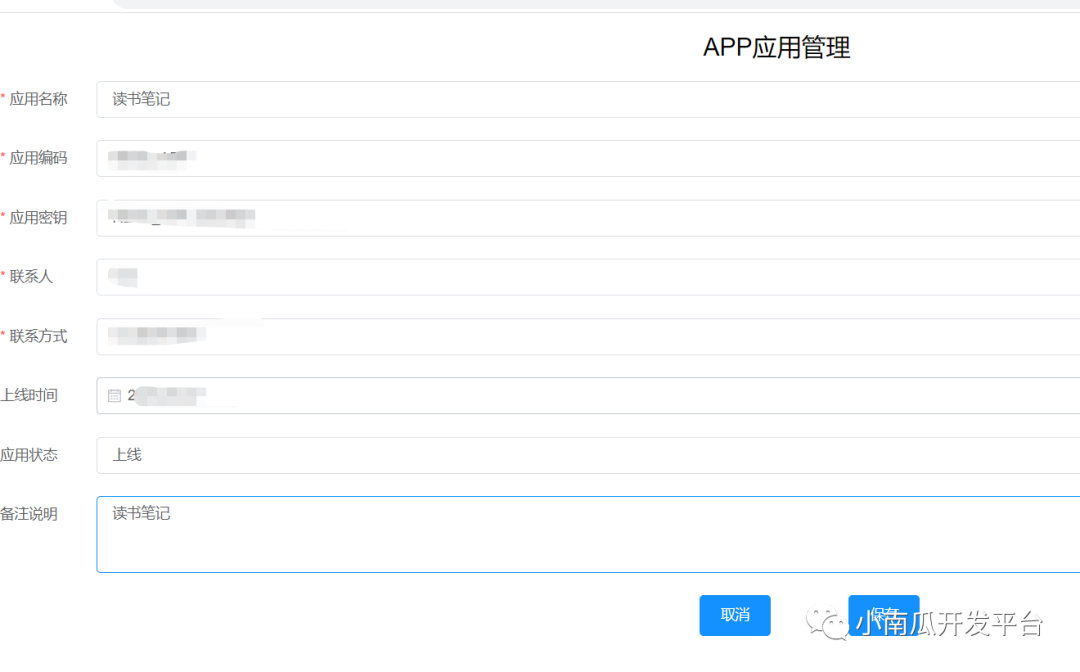 APP应用管理
* 应用名称 读书笔记
* 应用编码
* 应用密钥
* 联系人
* 联系方式
上线时间 2
应用状态 上线
备注说明 读书笔记
取消 保存
小南瓜开发平台